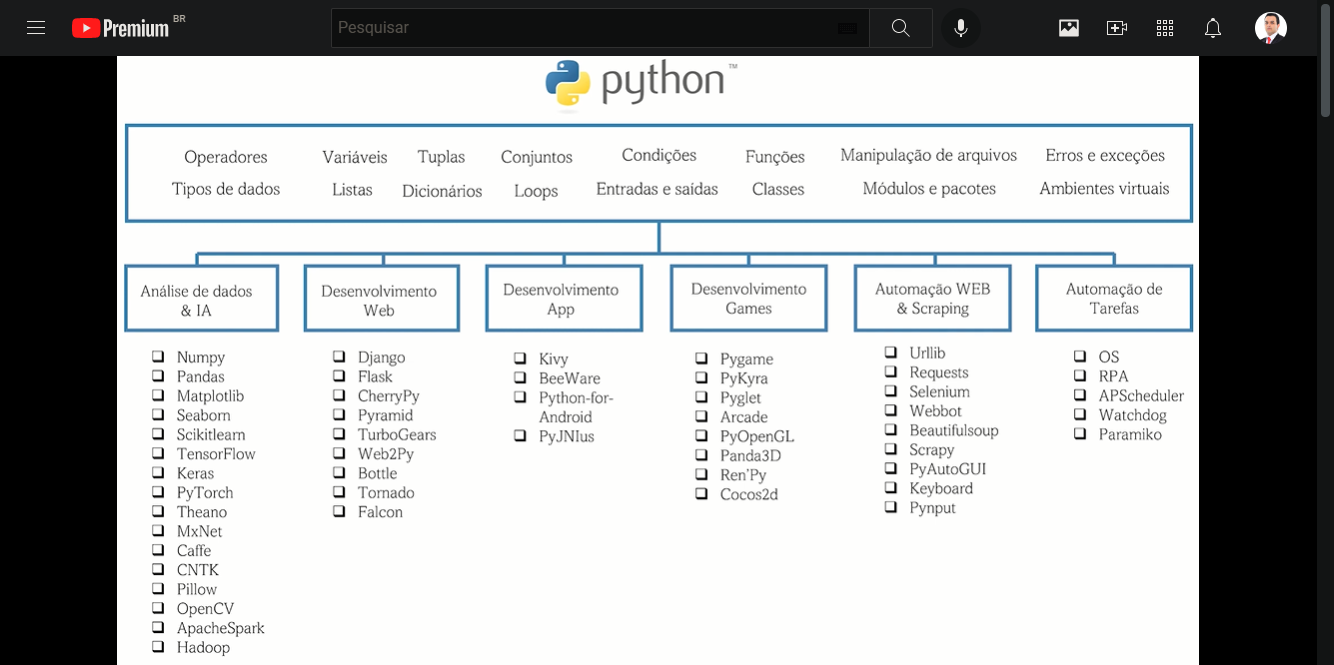 Premium BR
Pesquisar
python™
Operadores Variáveis Tuplas Conjuntos Condições Funções Manipulação de arquivos Erros e exceções
Tipos de dados Listas Dicionários Loops Entradas e saídas Classes Módulos e pacotes Ambientes virtuais
Análise de dados
& IA
Numpy
Pandas
Matplotlib
Seaborn
Scikitlearn
TensorFlow
Keras
PyTorch
Theano
MxNet
Caffe
CNTK
Pillow
OpenCV
ApacheSpark
Hadoop
Desenvolvimento
Web
Django
Flask
CherryPy
Pyramid
TurboGears
Web2Py
Bottle
Tornado
Falcon
Desenvolvimento
App
Kivy
BeeWare
Python-for-
Android
PyJNIus
Desenvolvimento
Games
Pygame
PyKyra
Pyglet
Arcade
PyOpenGL
Panda3D
Ren'Py
Cocos2d
Automação WEB
& Scraping
Urllib
Requests
Selenium
Webbot
Beautifulsoup
Scrapy
PyAutoGUI
Keyboard
Pynput
Automação de
Tarefas
OS
RPA
APScheduler
Watchdog
Paramiko